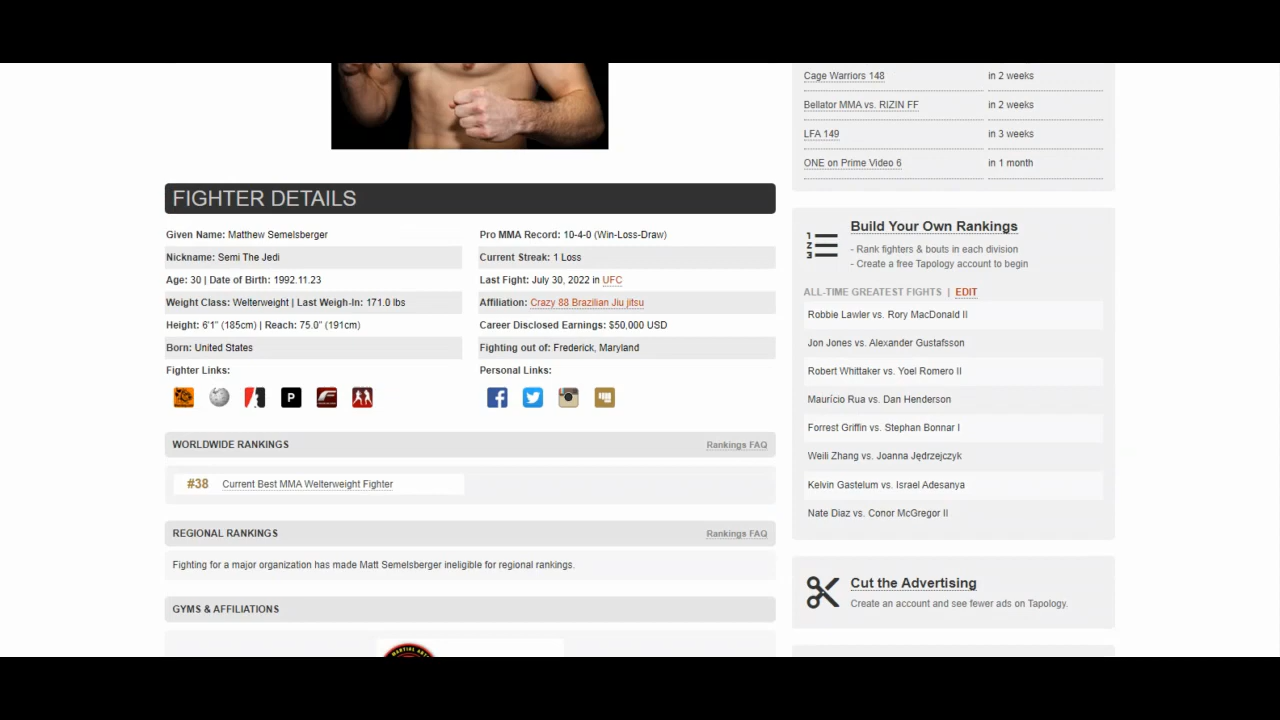 Cage Warriors 148 in 2 weeks
Bellator MMA vs. RIZIN FF in 2 weeks
LFA 149 in 3 weeks
ONE on Prime Video 6 in 1 month
FIGHTER DETAILS
Given Name: Matthew Semelsberger
Pro MMA Record: 10-4-0 (Win-Loss-Draw)
Nickname: Semi The Jedi
Current Streak: 1 Loss
Age: 30 | Date of Birth: 1992.11.23
Last Fight: July 30, 2022 in UFC
Weight Class: Welterweight | Last Weigh-In: 171.0 lbs
Affiliation: Crazy 88 Brazilian Jiu jitsu
Height: 6'1" (185cm) | Reach: 75.0" (191cm)
Career Disclosed Earnings: $50,000 USD
Born: United States
Fighting out of: Frederick, Maryland
Fighter Links:
Personal Links:
P
WORLDWIDE RANKINGS
Rankings FAQ
#38 Current Best MMA Welterweight Fighter
REGIONAL RANKINGS
Rankings FAQ
Fighting for a major organization has made Matt Semelsberger ineligible for regional rankings.
GYMS & AFFILIATIONS
Build Your Own Rankings
- Rank fighters & bouts in each division
- Create a free Tapology account to begin
ALL-TIME GREATEST FIGHTS | EDIT
Robbie Lawler vs. Rory MacDonald II
Jon Jones vs. Alexander Gustafsson
Robert Whittaker vs. Yoel Romero II
Maurício Rua vs. Dan Henderson
Forrest Griffin vs. Stephan Bonnar I
Weili Zhang vs. Joanna Jędrzejczyk
Kelvin Gastelum vs. Israel Adesanya
Nate Diaz vs. Conor McGregor II
Cut the Advertising
Create an account and see fewer ads on Tapology.